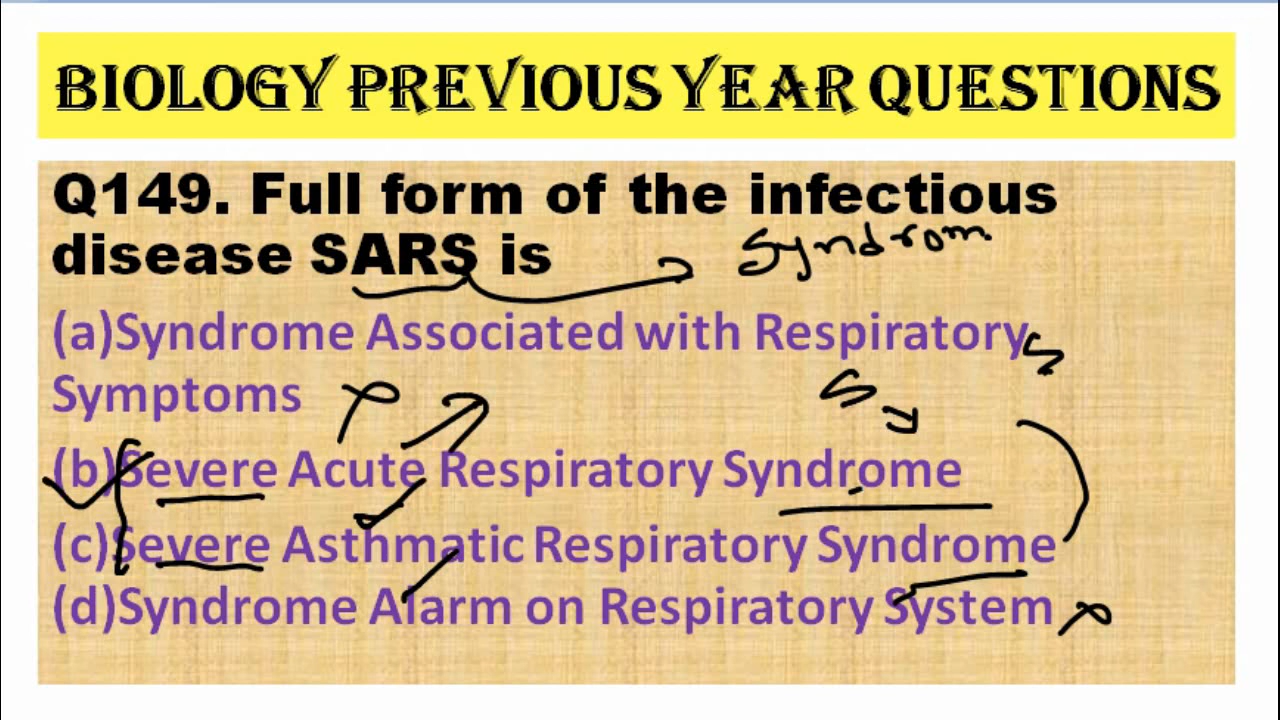 BIOLOGY PREVIOUS YEAR QUESTIONS
Q149. Full form of the infectious
disease SARS is
Syndrom
(a)Syndrome Associated with Respiratory
Symptoms
(b)Severe Acute Respiratory Syndrome
(c)Severe Asthmatic Respiratory Syndrome
(d)Syndrome Alarm on Respiratory System